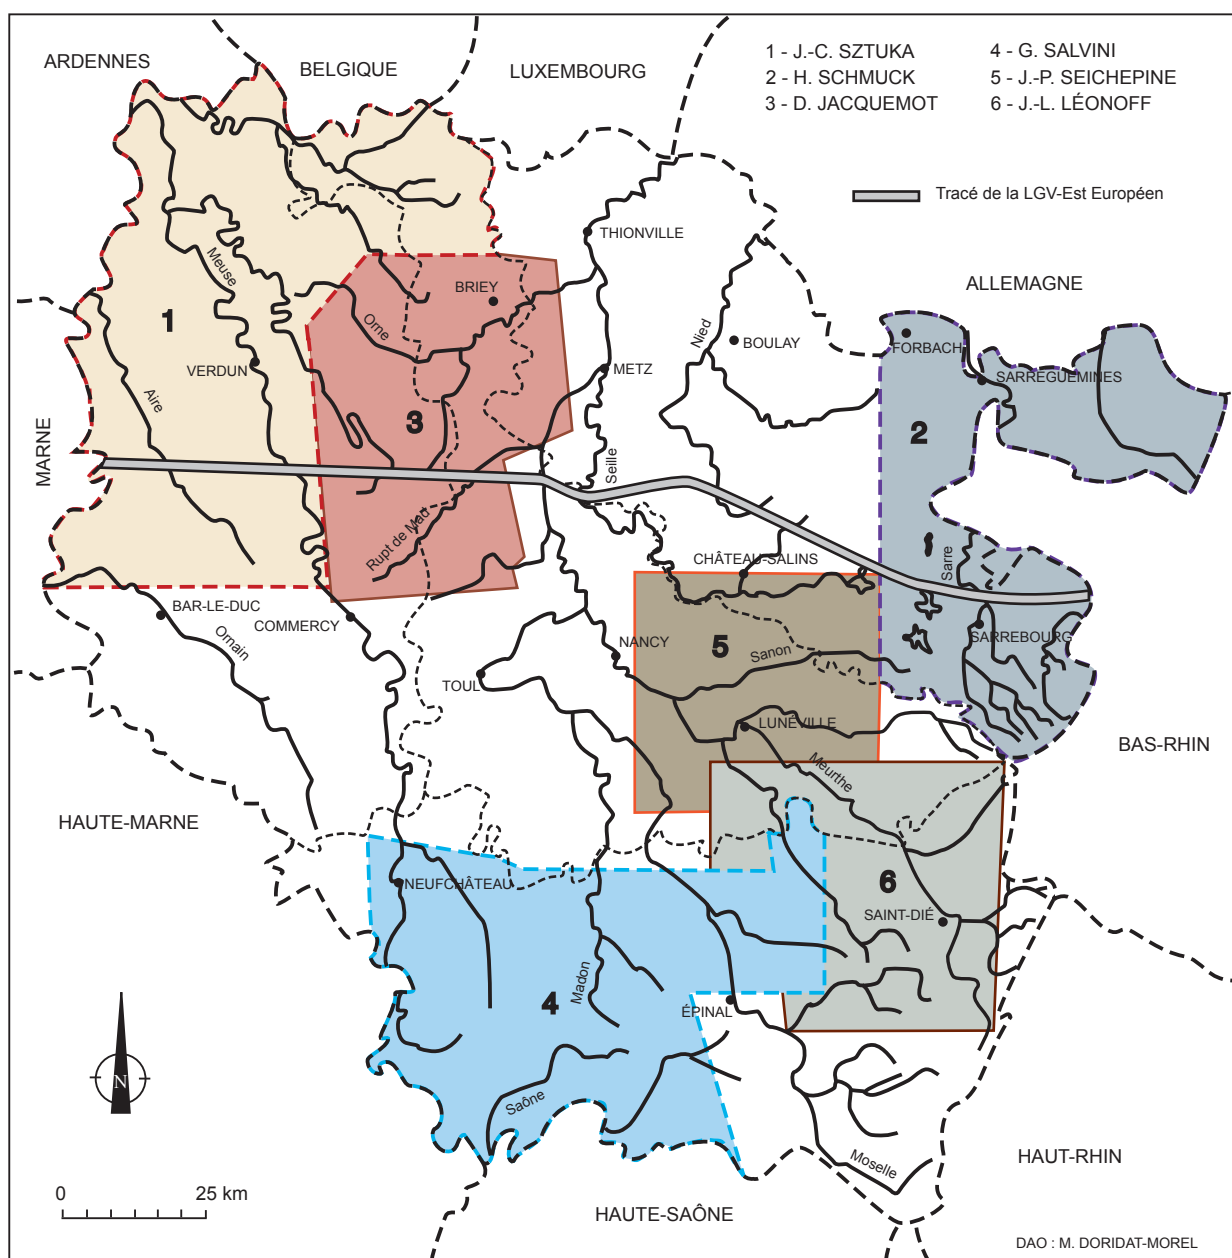 ARDENNES
BELGIQUE
LUXEMBOURG
1 - J.-C. SZTUKA
2 - H. SCHMUCK
3 - D. JACQUEMOT
4 - G. SALVINI
5 - J.-P. SEICHEPINE
6 - J.-L. LÉONOFF
Tracé de la LGV-Est Européen
THIONVILLE
ALLEMAGNE
Meuse
BRIEY
1
Orne
Nied
BOULAY
FORBACH
VERDUN
METZ
SARREGUEMINES
Aire
3
2
MARNE
Seille
Rupt de Mad
CHÂTEAU-SALINS
Sarre
BAR-LE-DUC
COMMERCY
Ornain
NANCY
5
Sanon
SARREBOURG
TOUL
LUNÉVILLE
BAS-RHIN
Meurthe
HAUTE-MARNE
NEUFCHÂTEAU
6
SAINT-DIÉ
Madon
4
ÉPINAL
N
Saône
Moselle
HAUT-RHIN
0
25 km
HAUTE-SAÔNE
DAO : M. DORIDAT-MOREL